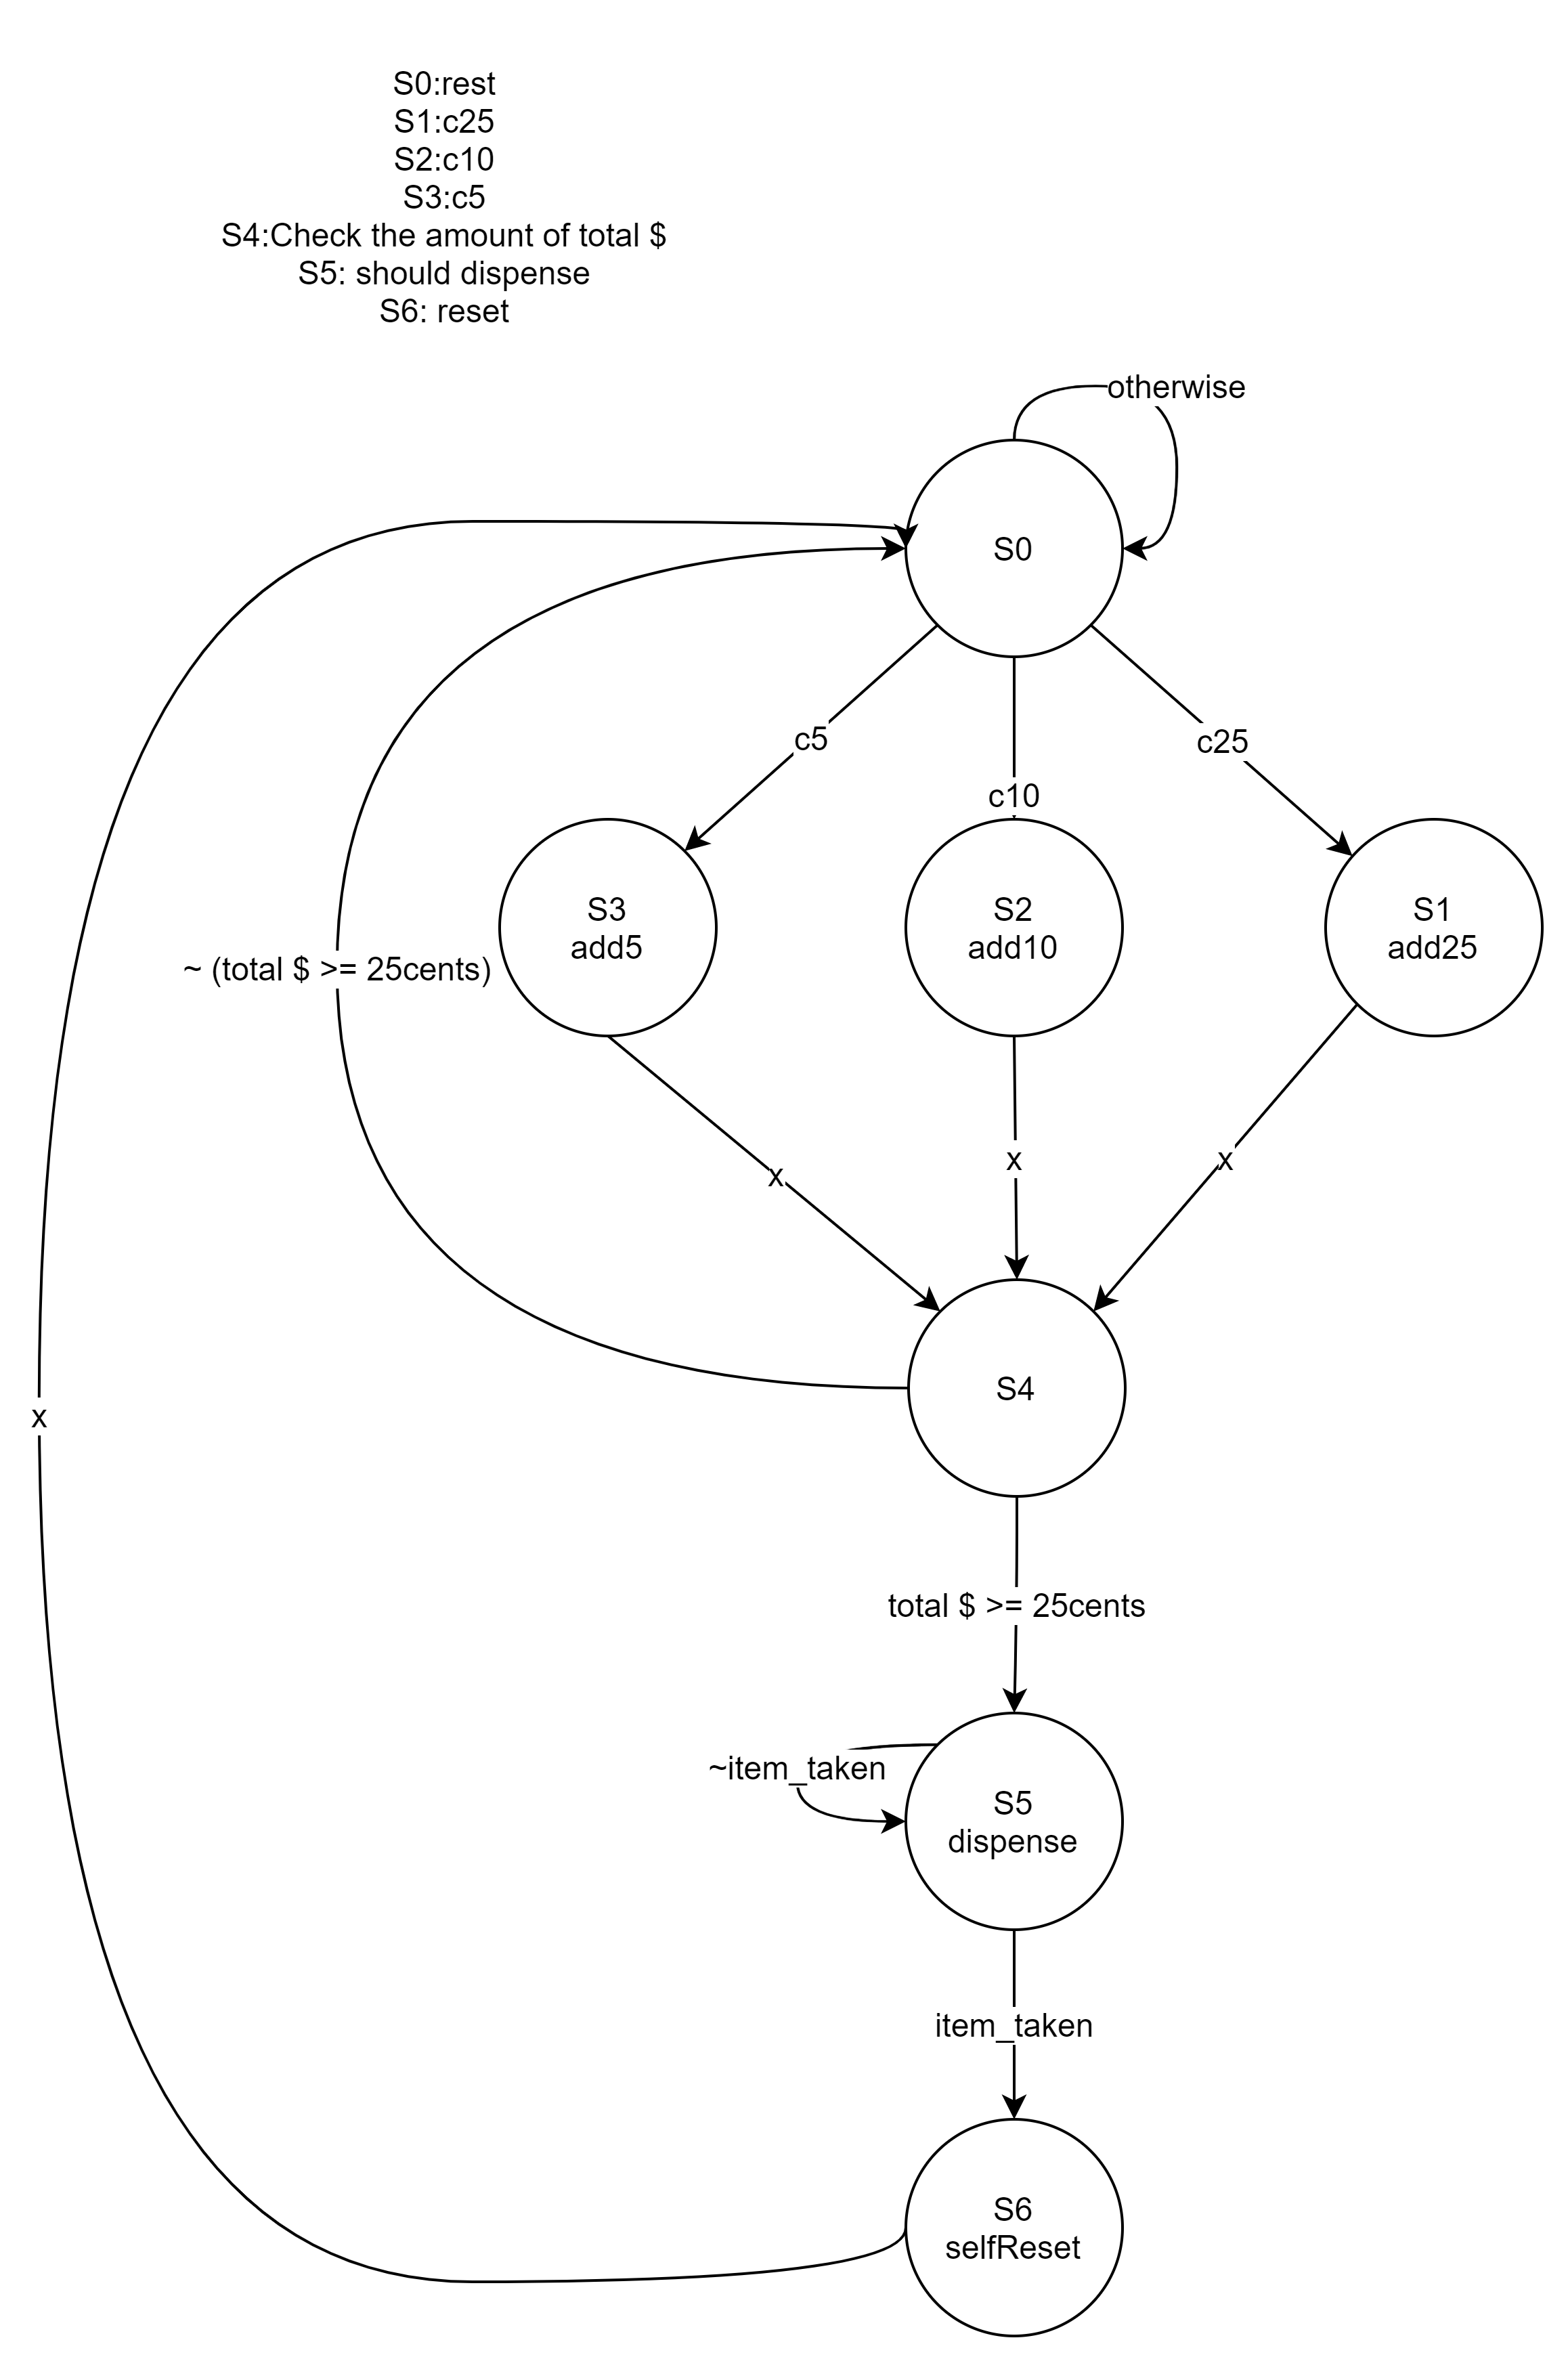 S0:rest
S1:c25
S2:c10
S3:c5
S4:Check the amount of total $
S5: should dispense
S6: reset
otherwise
S0
c5
c25
c10
S3
add5
S2
add10
S1
add25
~ (total $ >= 25cents)
x
x
x
S4
x
total $ >= 25cents
~item_taken
S5
dispense
item_taken
S6
selfReset